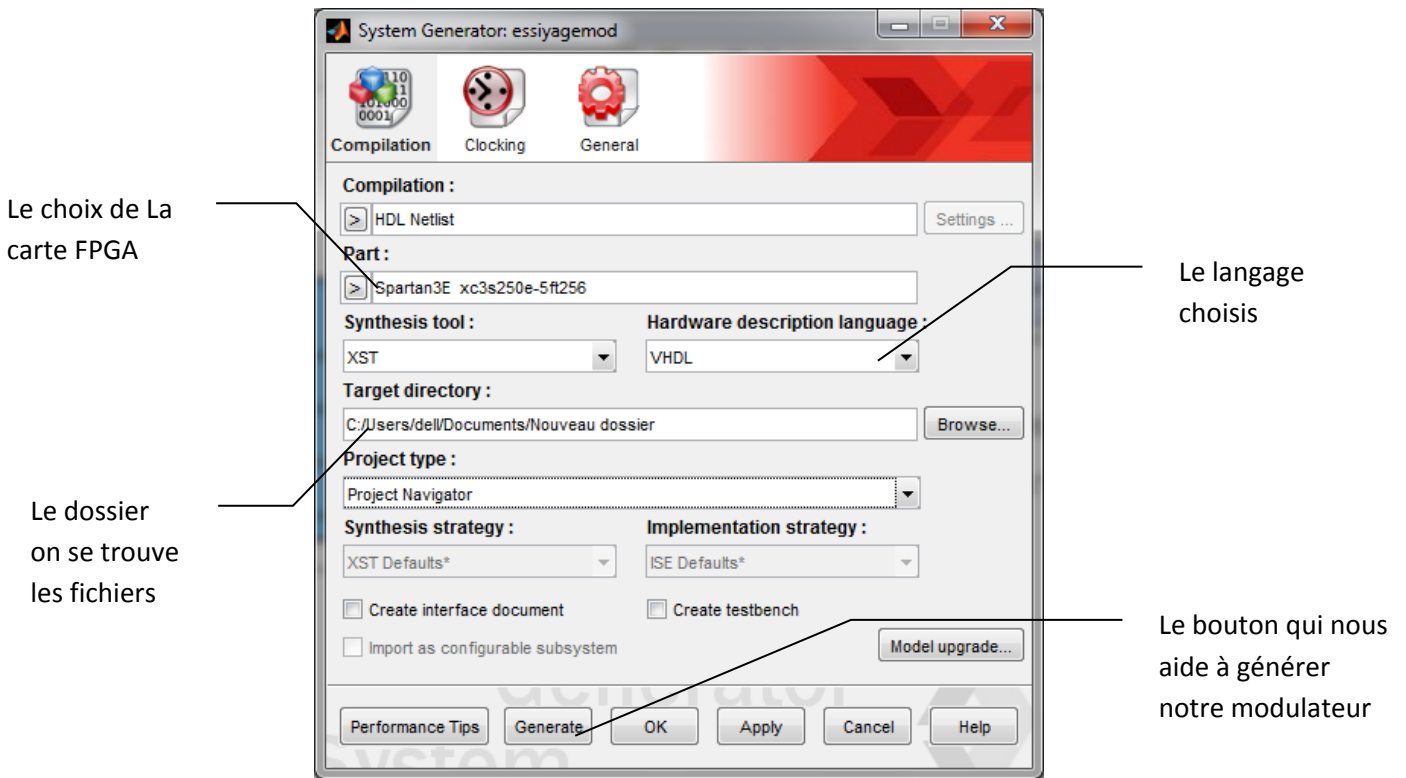 System Generator: essiyagemod
Compilation
Clocking
General
Compilation :
HDL Netlist
Settings ...
Part :
Spartan3E xc3s250e-5ft256
Synthesis tool :
Hardware description language :
XST
VHDL
Target directory :
C:/Users/dell/Documents/Nouveau dossier
Browse...
Project type :
Project Navigator
Synthesis strategy :
Implementation strategy :
XST Defaults*
ISE Defaults*
Create interface document
Create testbench
Import as configurable subsystem
Model upgrade...
Performance Tips
Generate
OK
Apply
Cancel
Help
Le choix de La
carte FPGA
Le dossier
on se trouve
les fichiers
Le langage
choisis
Le bouton qui nous
aide à générer
notre modulateur